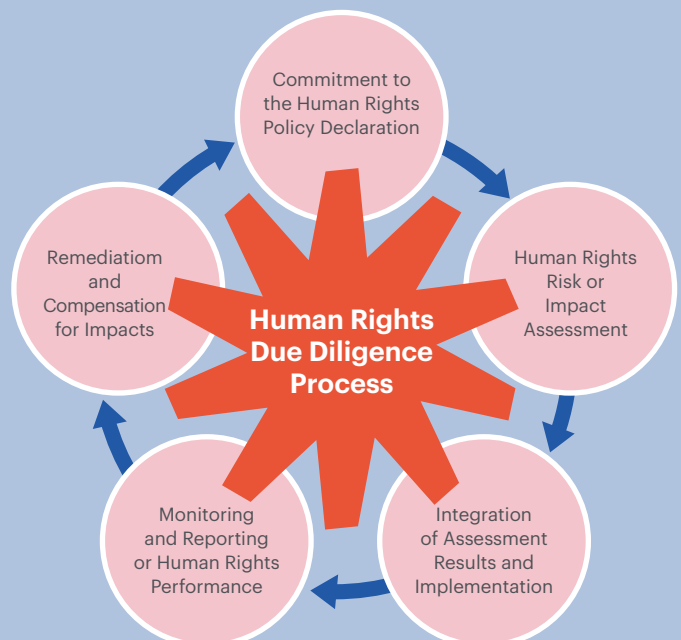 Commitment to
the Human Rights
Policy Declaration
Human Rights
Risk or
Impact
Assessment
Integration
of Assessment
Results and
Implementation
Monitoring
and Reporting
or Human Rights
Performance
Remediatiom
and
Compensation
for Impacts
Human Rights
Due Diligence
Process